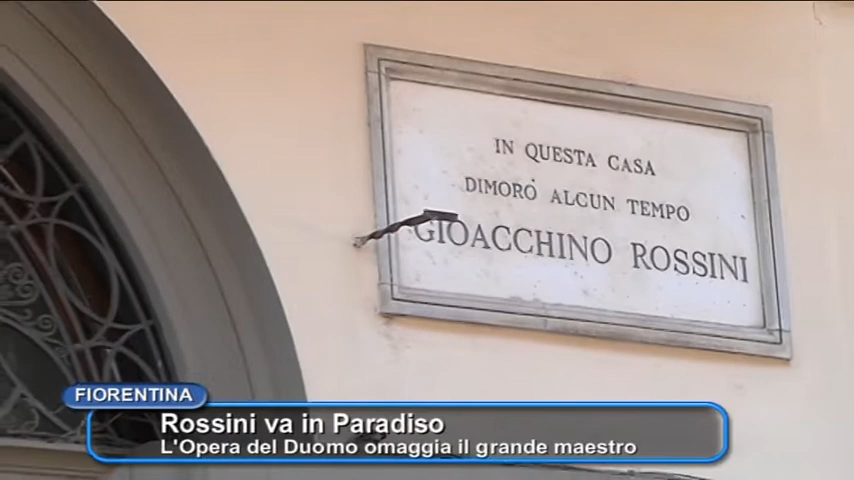 IN QUESTA CASA
DIMORÒ ALCUN TEMPO
GIOACCHINO ROSSINI
FIORENTINA
Rossini va in Paradiso
L'Opera del Duomo omaggia il grande maestro